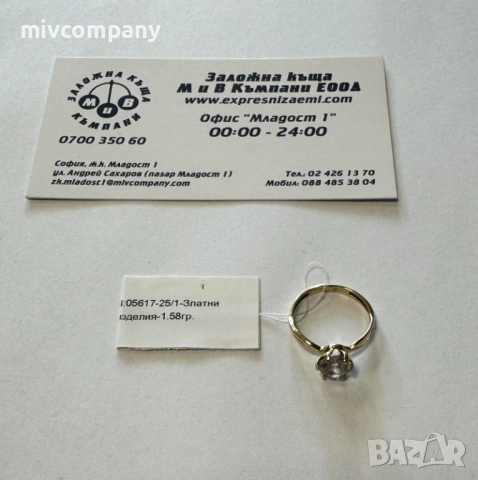 mivcompany
ЗАЛОЖНА КЪЩА
М И В
КЪМПАНИ
0700 350 60
Заложна къща
М и В Къмпани ЕООД
www.expresnizaemi.com
Офис "Младост 1"
00:00 - 24:00
София, ж.к. Младост 1
ул. Андрей Сахаров (пазар Младост 1)
zh.mladost1@mivcompany.com
Тел.: 02 426 13 70
Мобил: 088 485 38 04
1
:05617-25/1-Златни
зделия-1.58гр.
BAZAR